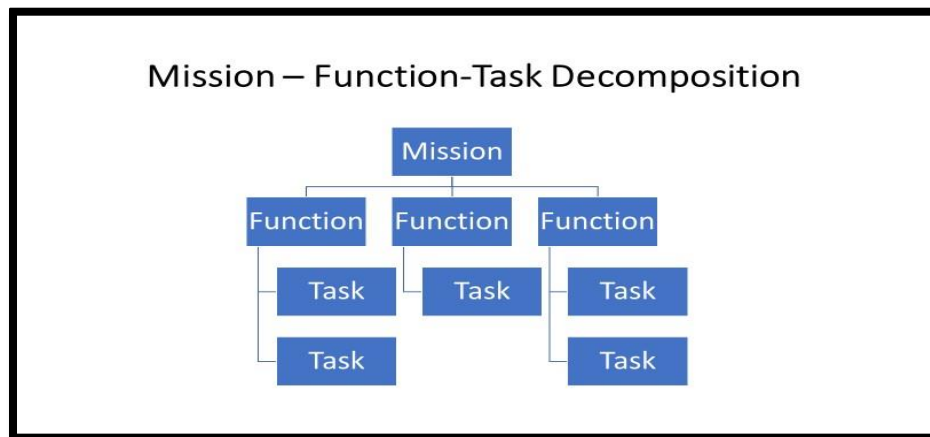 Mission – Function-Task Decomposition
Mission
Function Function Function
Task Task Task
Task Task